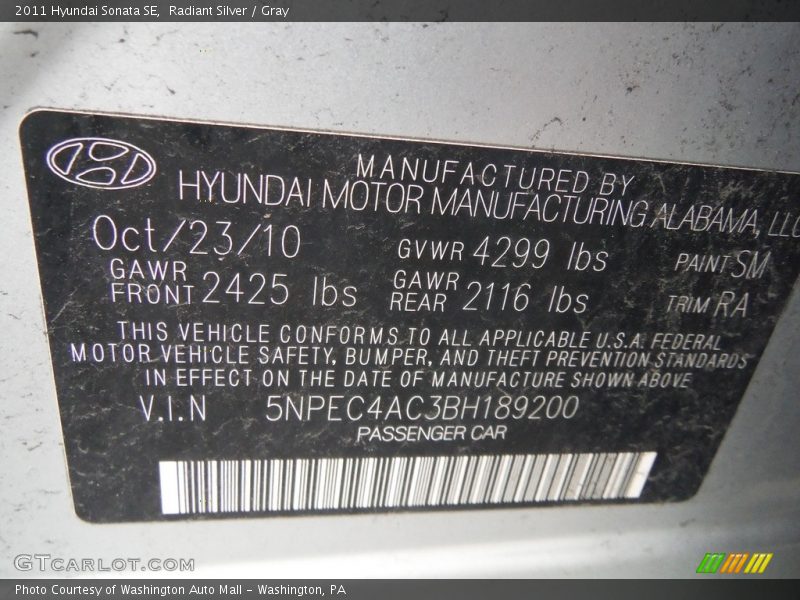 2011 Hyundai Sonata SE, Radiant Silver / Gray
MANUFACTURED BY
HYUNDAI MOTOR MANUFACTURING ALABAMA, LLC
Oct/23/10 GVWR 4299 lbs PAINT SM
GAWR FRONT 2425 lbs GAWR REAR 2116 lbs TRIM RA
THIS VEHICLE CONFORMS TO ALL APPLICABLE U.S.A. FEDERAL
MOTOR VEHICLE SAFETY, BUMPER, AND THEFT PREVENTION STANDARDS
IN EFFECT ON THE DATE OF MANUFACTURE SHOWN ABOVE
V.I.N 5NPEC4AC3BH189200
PASSENGER CAR
GTCARLOT.COM
Photo Courtesy of Washington Auto Mall - Washington, PA